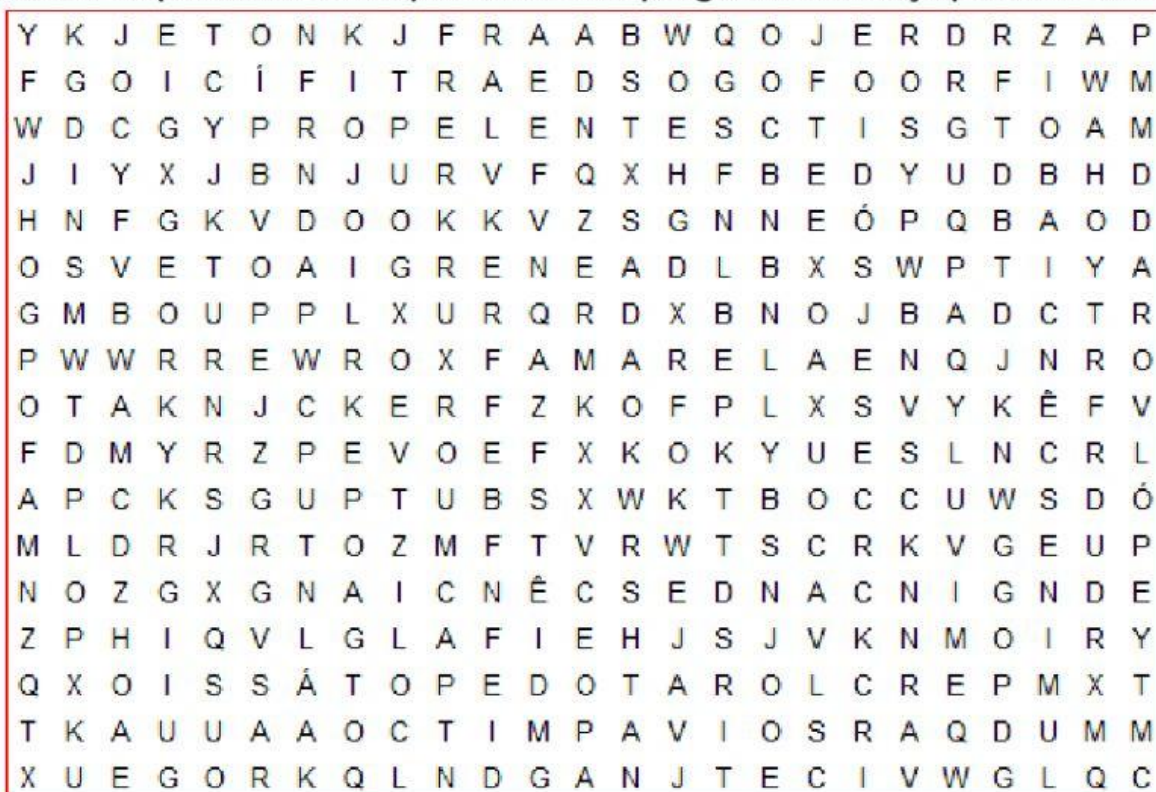 Y K J E T O N K J F R A A B W Q O J E R D R Z A P
F G O I C Í F I T R A E D S O G O F O O R F I W M
W D C G Y P R O P E L E N T E S C T I S G T O A M
J I Y X J B N J U R V F Q X H F B E D Y U D B H D
H N F G K V D O O K K V Z S G N N E Ó P Q B A O D
O S V E T O A I G R E N E A D L B X S W P T I Y A
G M B O U P P L X U R Q R D X B N O J B A D C T R
P W W R R E W R O X F A M A R E L A E N Q J N R O
O T A K N J C K E R F Z K O F P L X S V Y K Ê F V
F D M Y R Z P E V O E F X K O K Y U E S L N C R L
A P C K S G U P T U B S X W K T B O C C U W S D Ó
M L D R J R T O Z M F T V R W T S C R K V G E U P
N O Z G X G N A I C N Ê C S E D N A C N I G N D E
Z P H I Q V L G L A F I E H J S J V K N M O I R Y
Q X O I S S Á T O P E D O T A R O L C R E P M X T
T K A U U A A O C T I M P A V I O S R A Q D U M M
X U E G O R K Q L N D G A N J T E C I V W G L Q C